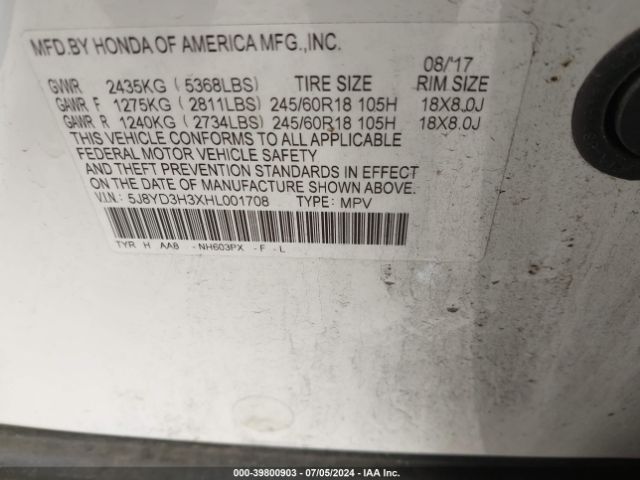 MFD.BY HONDA OF AMERICA MFG.,INC.
08/'17
GVWR 2435KG (5368LBS) TIRE SIZE RIM SIZE
GAWR F 1275KG (2811LBS) 245/60R18 105H 18X8.0J
GAWR R 1240KG (2734LBS) 245/60R18 105H 18X8.0J
THIS VEHICLE CONFORMS TO ALL APPLICABLE
FEDERAL MOTOR VEHICLE SAFETY
AND THEFT PREVENTION STANDARDS IN EFFECT
ON THE DATE OF MANUFACTURE SHOWN ABOVE.
V.I.N.: 5J8YD3H3XHL001708 TYPE: MPV
TYR H AA8 - NH603PX - F - L
000-39800903 / 07/05/2024 - IAA Inc.